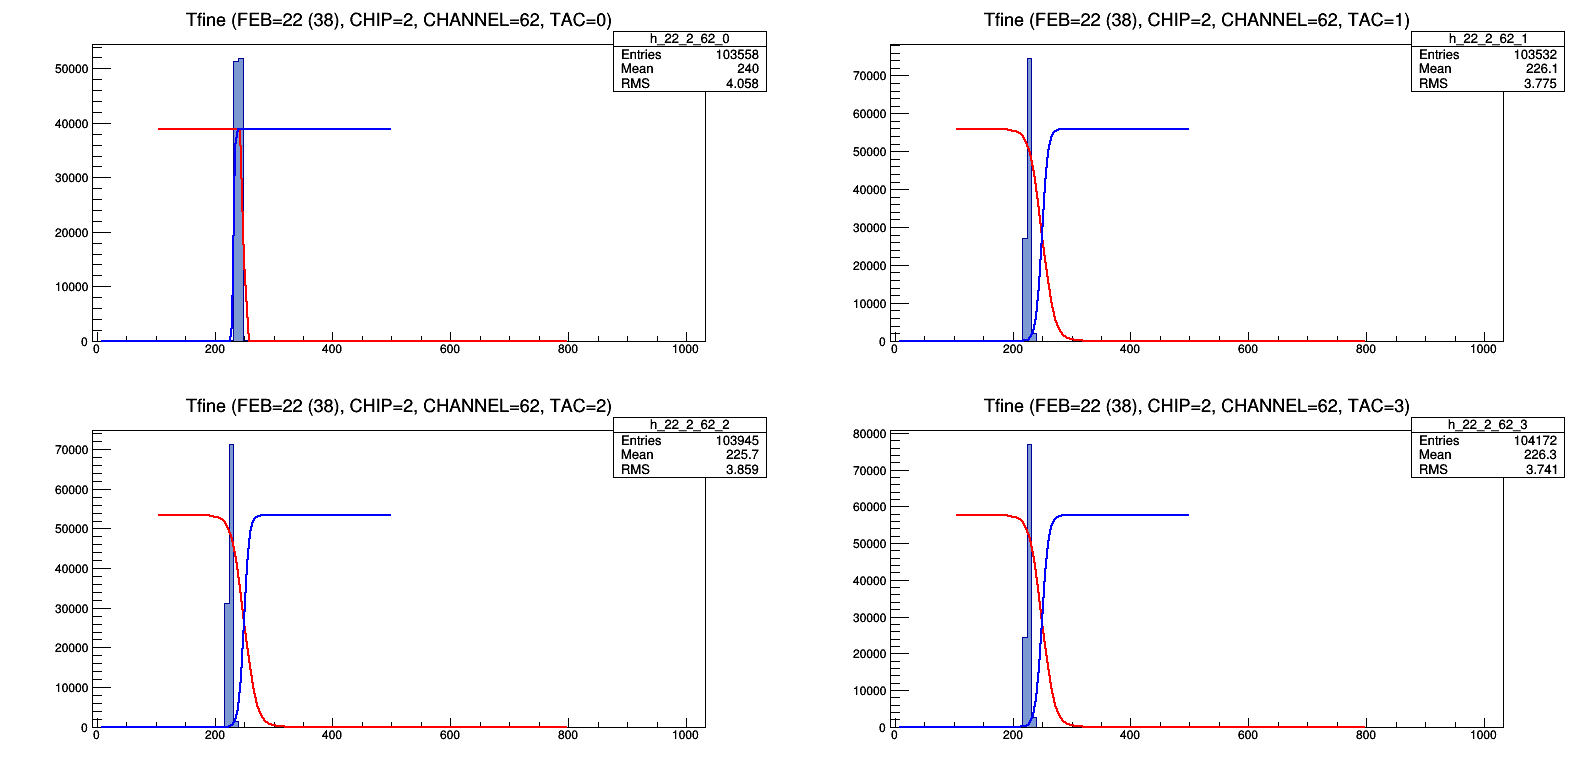 Tfine (FEB=22 (38), CHIP=2, CHANNEL=62, TAC=0)
h_22_2_62_0
Entries 103558
Mean 240
RMS 4.058
50000
40000
30000
20000
10000
0
0 200 400 600 800 1000
Tfine (FEB=22 (38), CHIP=2, CHANNEL=62, TAC=1)
h_22_2_62_1
Entries 103532
Mean 226.1
RMS 3.775
70000
60000
50000
40000
30000
20000
10000
0
0 200 400 600 800 1000
Tfine (FEB=22 (38), CHIP=2, CHANNEL=62, TAC=2)
h_22_2_62_2
Entries 103945
Mean 225.7
RMS 3.859
70000
60000
50000
40000
30000
20000
10000
0
0 200 400 600 800 1000
Tfine (FEB=22 (38), CHIP=2, CHANNEL=62, TAC=3)
h_22_2_62_3
Entries 104172
Mean 226.3
RMS 3.741
80000
70000
60000
50000
40000
30000
20000
10000
0
0 200 400 600 800 1000